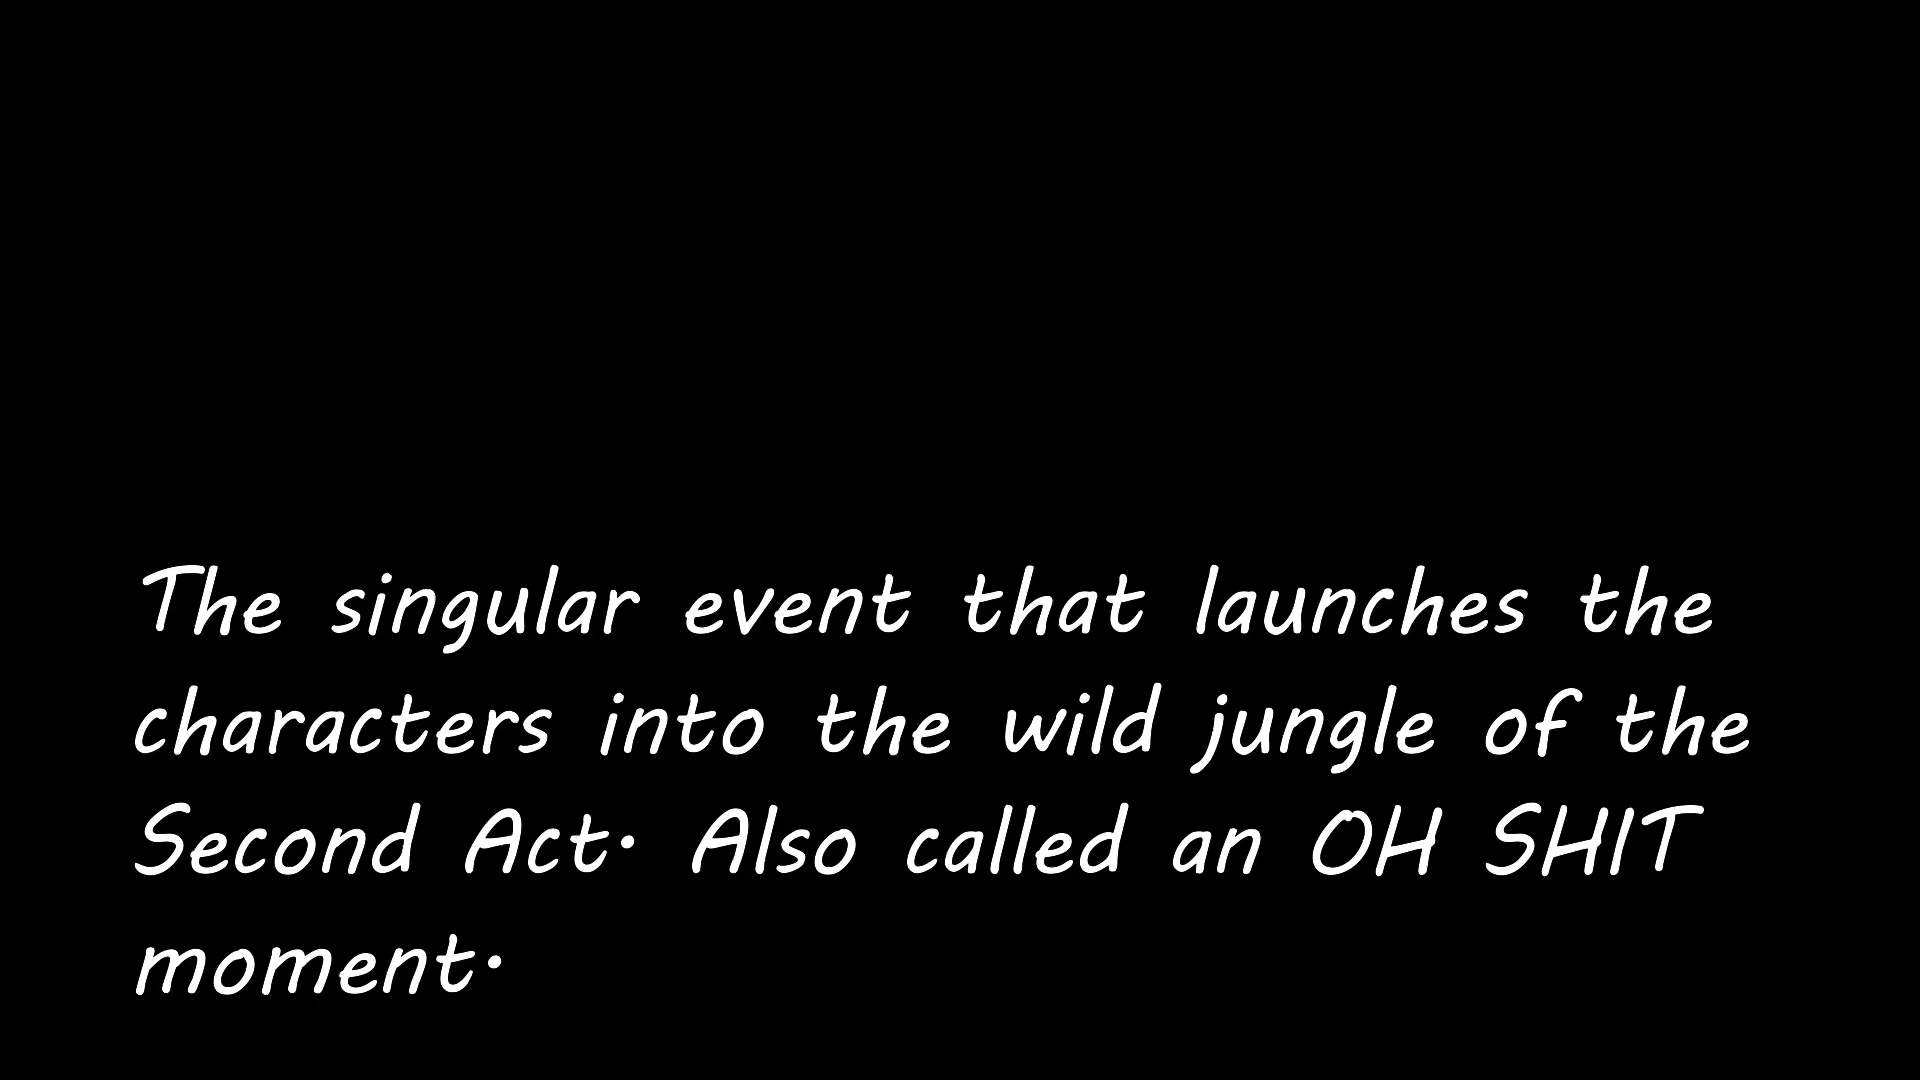 The singular event that launches the
characters into the wild jungle of the
Second Act. Also called an OH SHIT
moment.